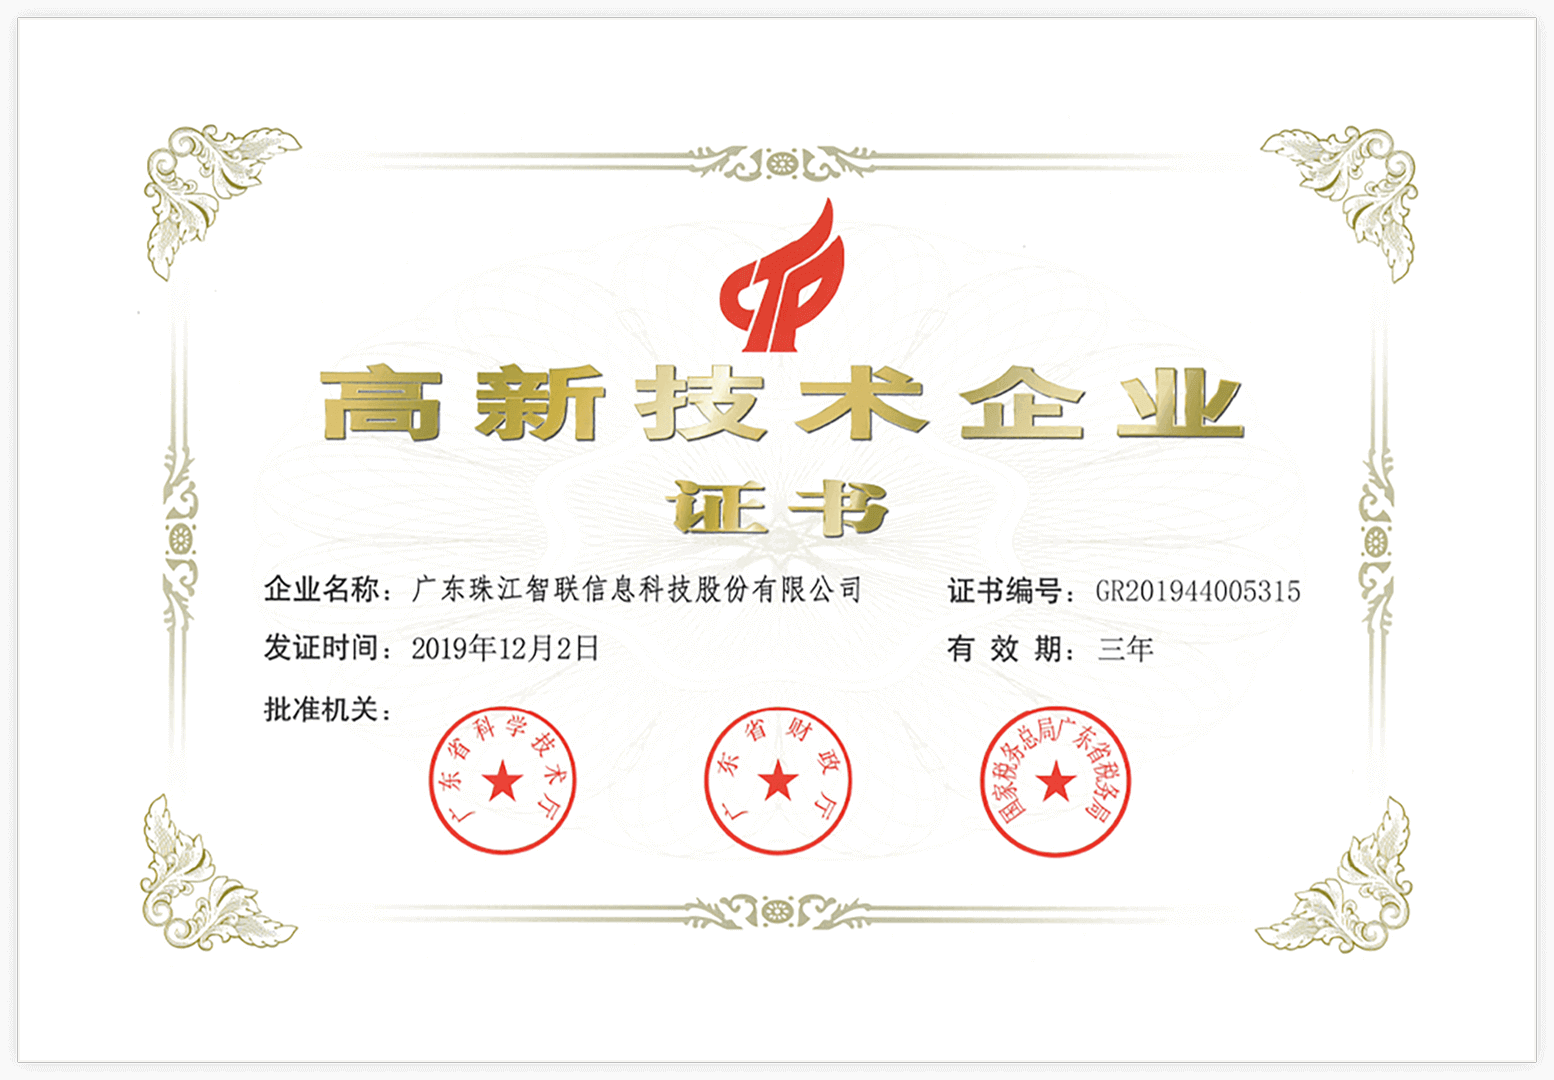 高新技术企业
证书
企业名称：广东珠江智联信息科技股份有限公司
证书编号：GR201944005315
发证时间：2019年12月2日
有 效 期：三年
批准机关：
广东省科学技术厅
广东省财政厅
国家税务总局广东省税务局